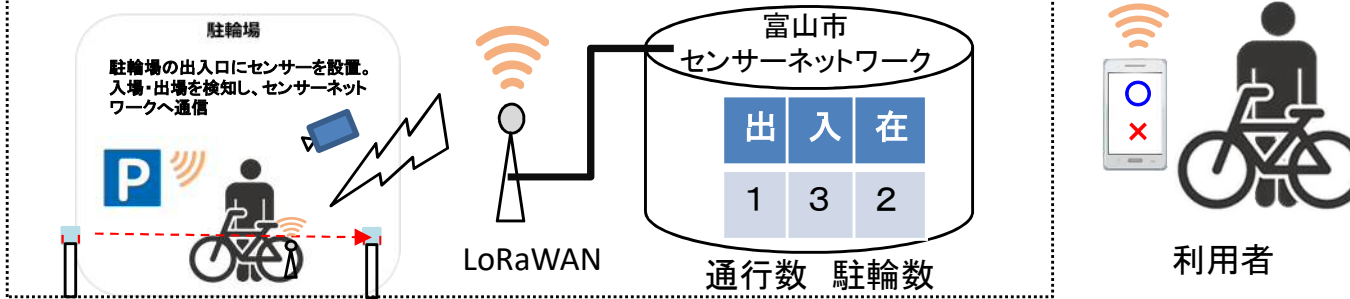 駐輪場
駐輪場の出入口にセンサーを設置。
入場・出場を検知し、センサーネット
ワークへ通信
P
LoRaWAN
富山市
センサーネットワーク
出 入 在
1 3 2
通行数 駐輪数
○
×
利用者